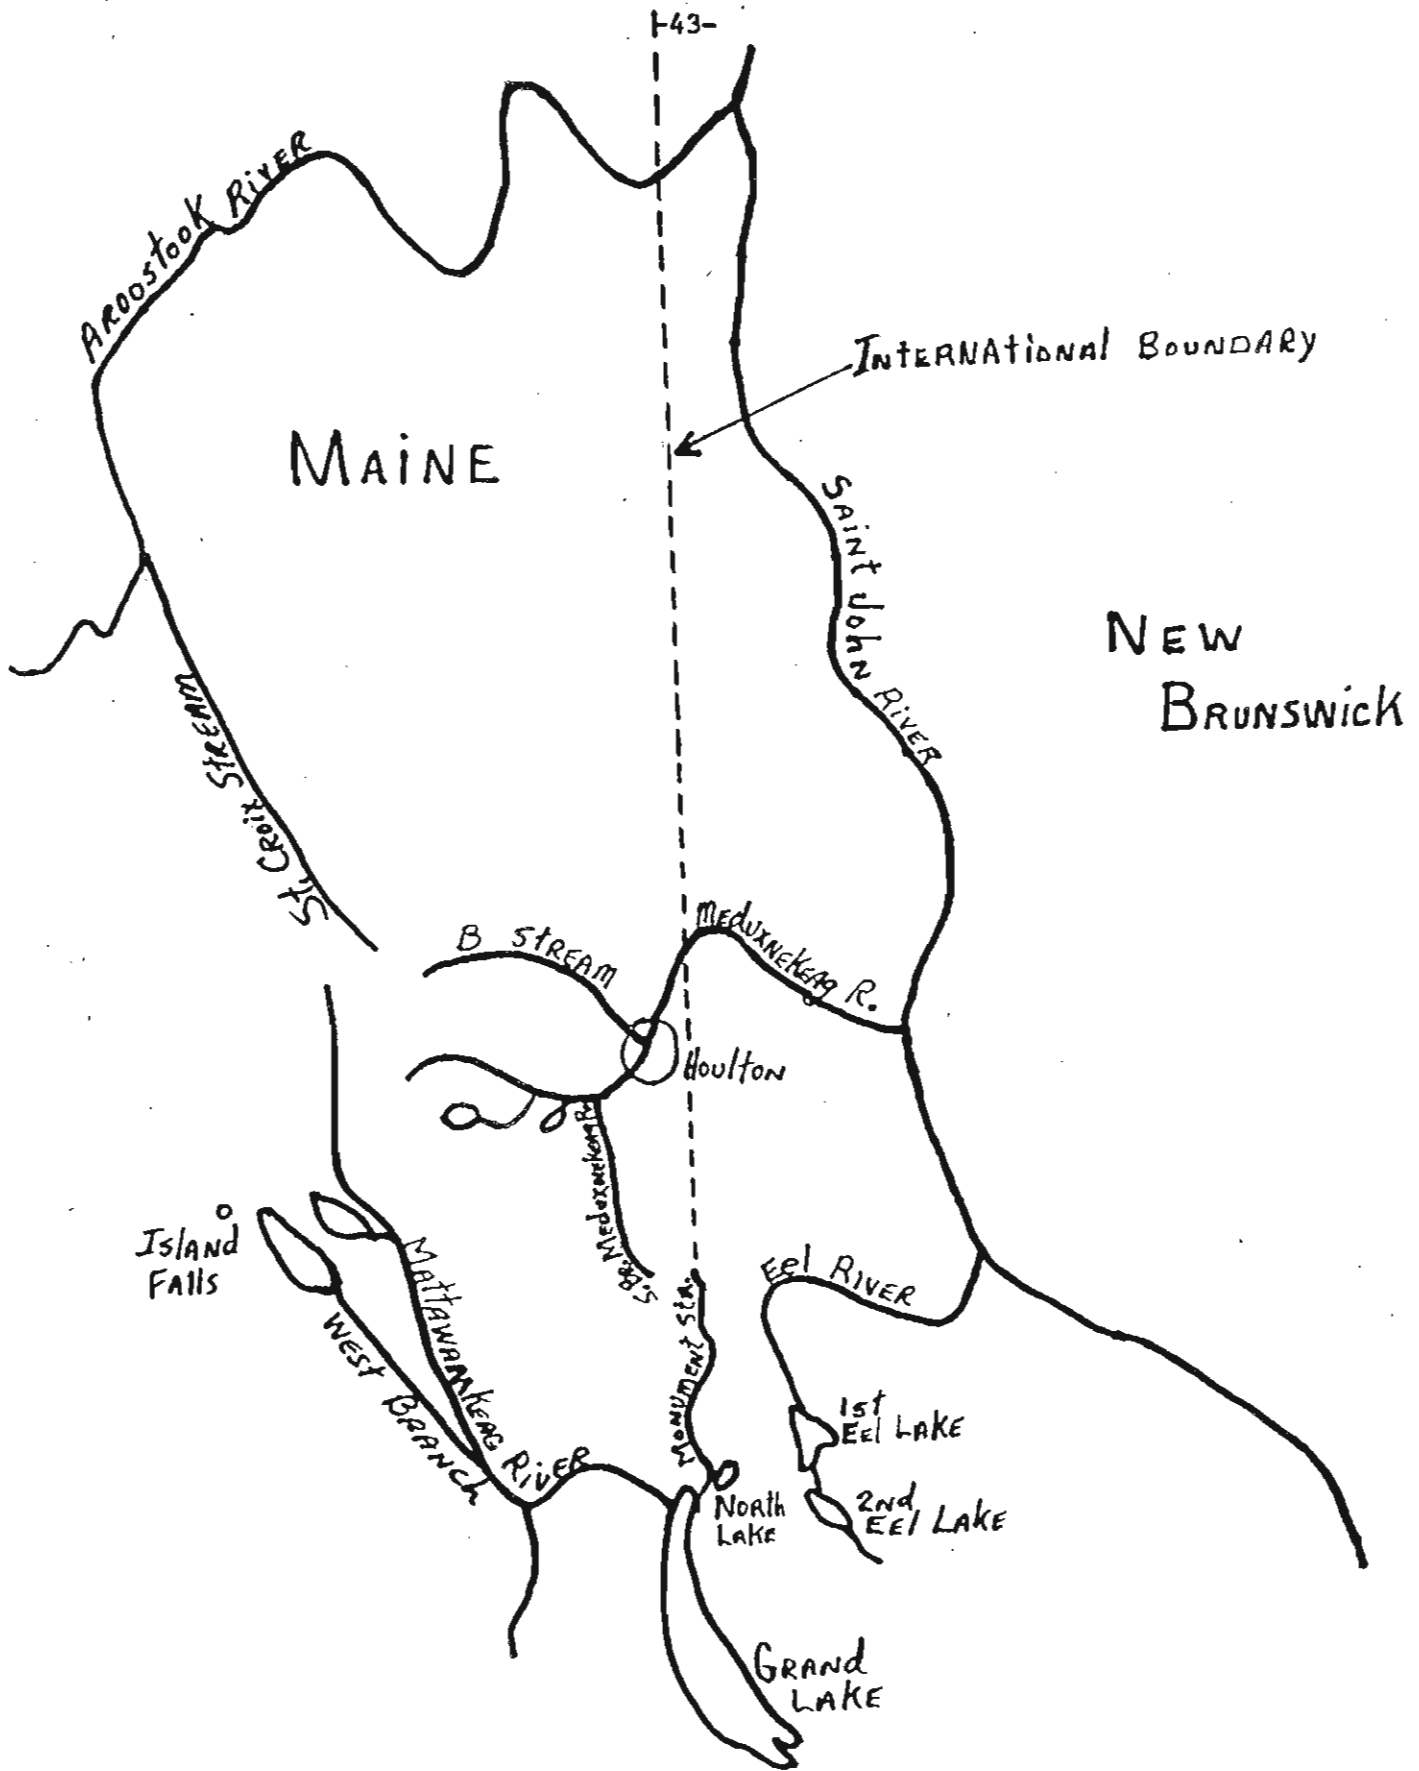 -43-
Aroostook River
International Boundary
Maine
Saint John River
New
Brunswick
St. Croix Stream
B Stream
Meduxnekeag R.
Houlton
S. Br. Meduxnekeag R.
Island
Falls
Mattawamkeag River
West Branch
Monument Str.
Eel River
1st
Eel Lake
2nd
Eel Lake
North
Lake
Grand
Lake